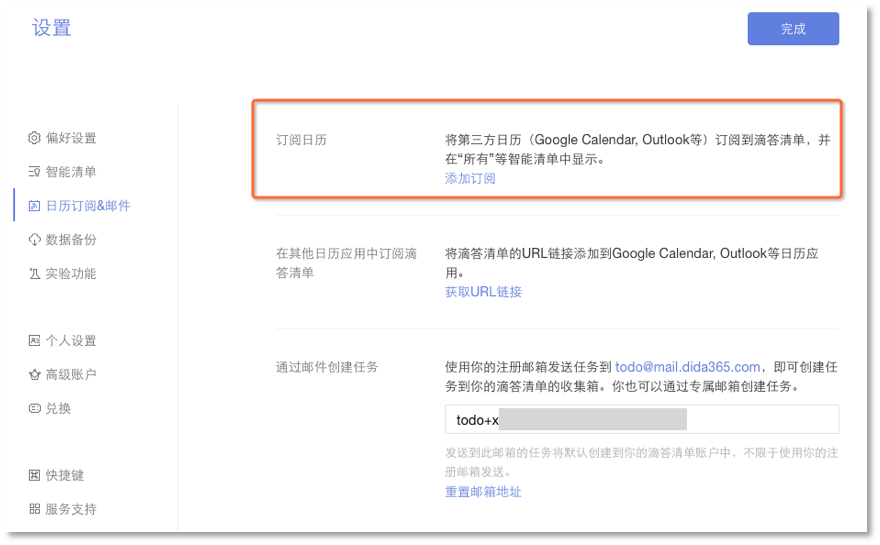 设置
完成
偏好设置
智能清单
日历订阅&邮件
数据备份
实验功能
个人设置
高级账户
兑换
快捷键
服务支持
订阅日历
将第三方日历（Google Calendar, Outlook等）订阅到滴答清单，并
在“所有”等智能清单中显示。
添加订阅
在其他日历应用中订阅滴
答清单
将滴答清单的URL链接添加到Google Calendar, Outlook等日历应
用。
获取URL链接
通过邮件创建任务
使用你的注册邮箱发送任务到 todo@mail.dida365.com，即可创建任
务到你的滴答清单的收集箱。你也可以通过专属邮箱创建任务。
todo+x
发送到此邮箱的任务将默认创建到你的滴答清单账户中，不限于使用你的注
册邮箱发送。
重置邮箱地址